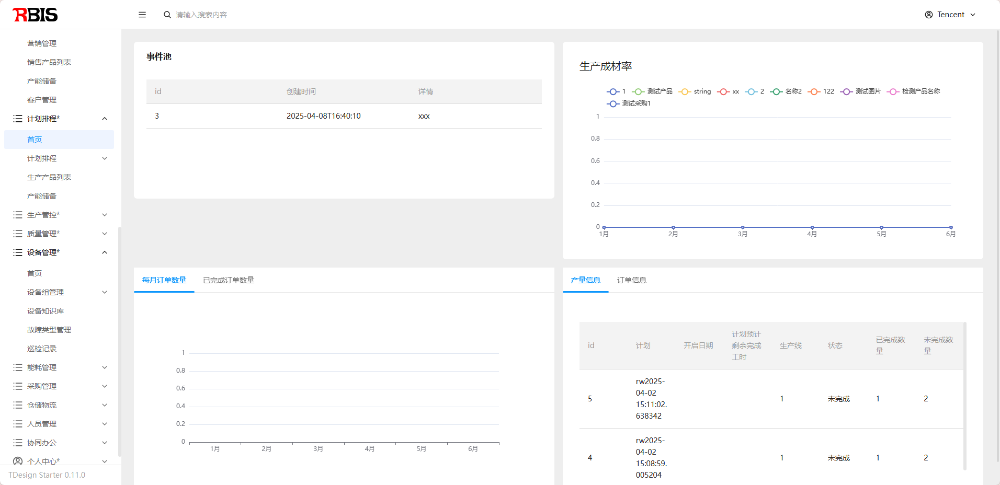 RBIS
请输入搜索内容
Tencent
营销管理
销售产品列表
产能储备
客户管理
计划排程*
首页
计划排程
生产产品列表
产能储备
生产管控*
质量管理*
设备管理*
首页
设备组管理
设备知识库
故障类型管理
巡检记录
能耗管理
采购管理
仓储物流
人员管理
协同办公
个人中心*
TDesign Starter 0.11.0
事件池
id 创建时间 详情
3 2025-04-08T16:40:10 xxx
生产成材率
1 测试产品 string xx 2 名称2 122 测试图片 检测产品名称
测试采购1
1
0.8
0.6
0.4
0.2
0
1月 2月 3月 4月 5月 6月
每月订单数量 已完成订单数量
1
0.8
0.6
0.4
0.2
0
1月 2月 3月 4月 5月 6月
产量信息 订单信息
id 计划 开启日期 计划预计
剩余完成
工时 生产线 状态 已完成数
量 未完成数
量
5 rw2025-
04-02
15:11:02.
638342 1 未完成 1 2
4 rw2025-
04-02
15:08:59.
005204 1 未完成 1 2